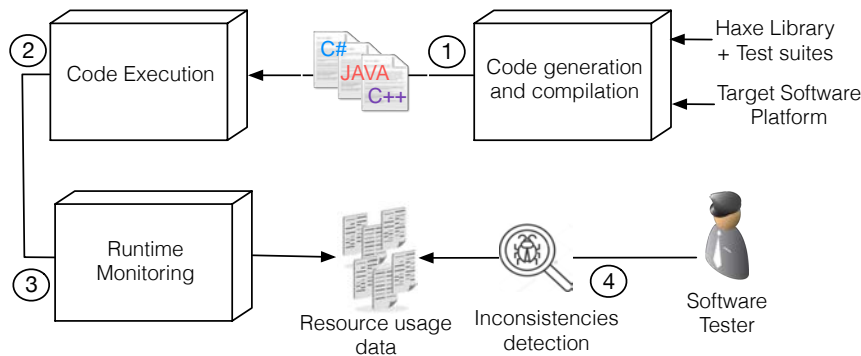 2
Code Execution
C#
JAVA
C++
1
Code generation
and compilation
Haxe Library
+ Test suites
Target Software
Platform
3
Runtime
Monitoring
Resource usage
data
Inconsistencies
detection
4
Software
Tester